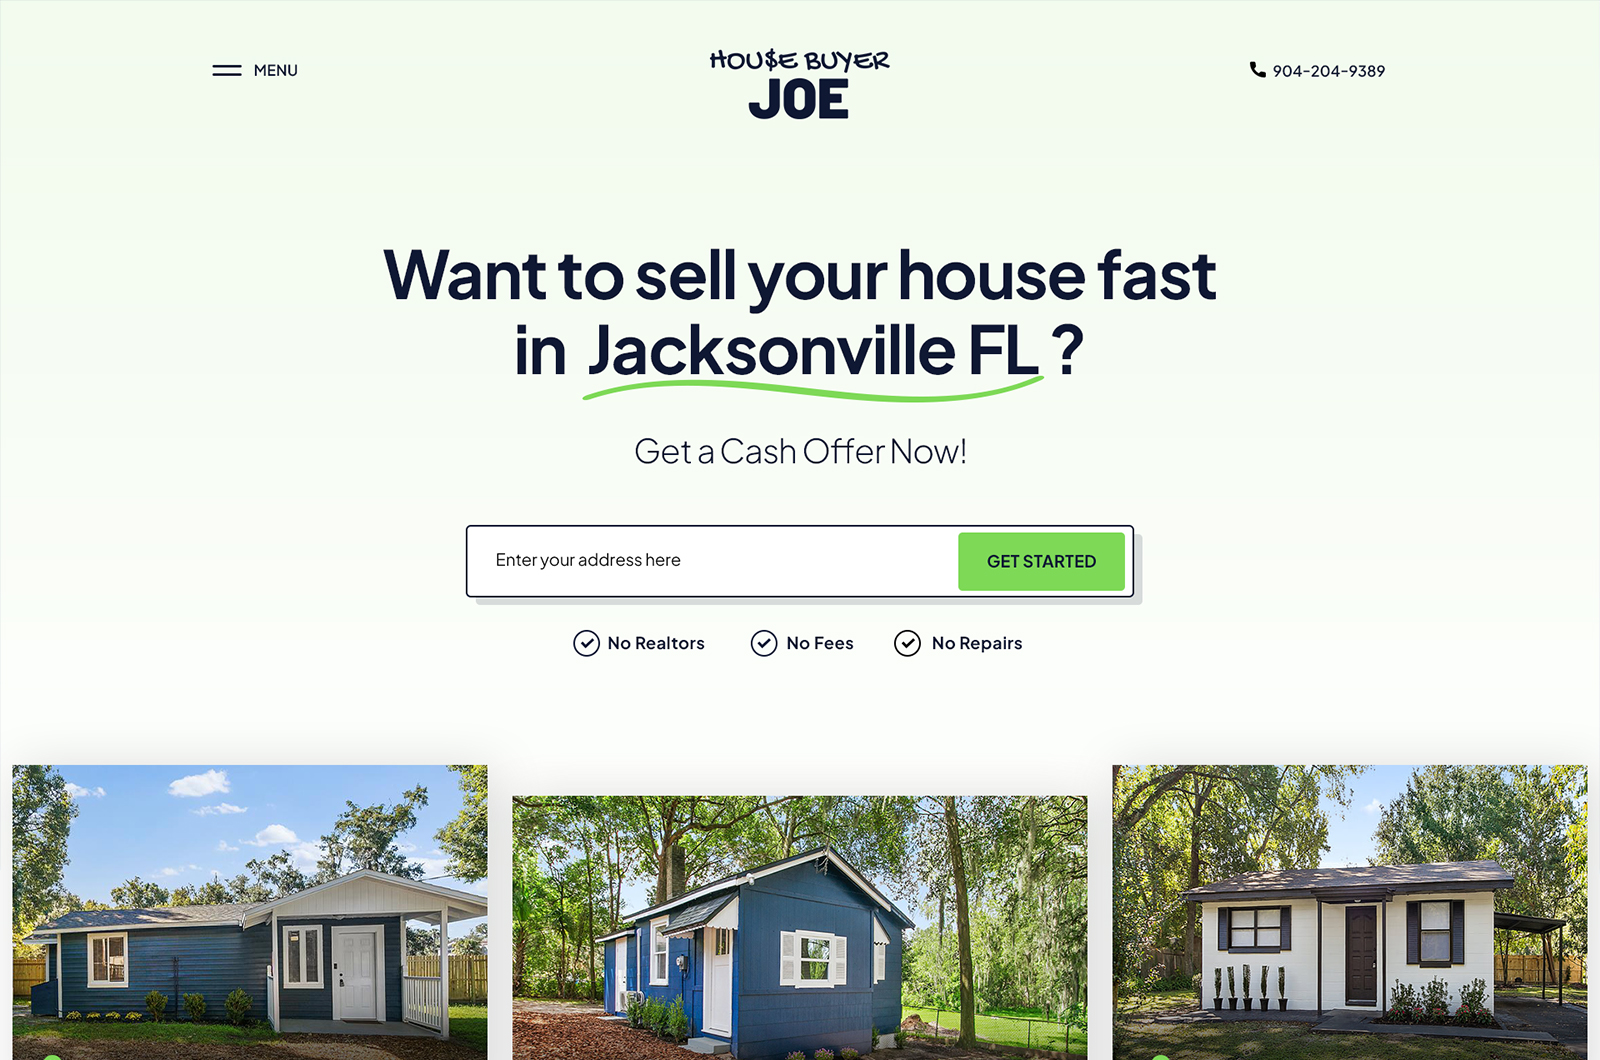 MENU
HOU$E BUYER
JOE
904-204-9389
Want to sell your house fast
in Jacksonville FL ?
Get a Cash Offer Now!
Enter your address here
GET STARTED
No Realtors
No Fees
No Repairs